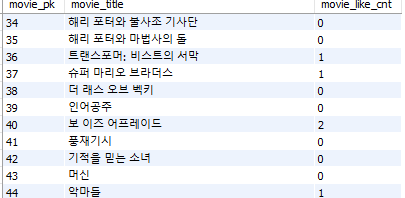 movie_pk movie_title movie_like_cnt
34 해리 포터와 불사조 기사단 0
35 해리 포터와 마법사의 돌 0
36 트랜스포머: 비스트의 서막 1
37 슈퍼 마리오 브라더스 1
38 더 래스 오브 벡키 0
39 인어공주 0
40 보 이즈 어프레이드 2
41 풍재기시 0
42 기적을 믿는 소녀 0
43 머신 0
44 악마들 1